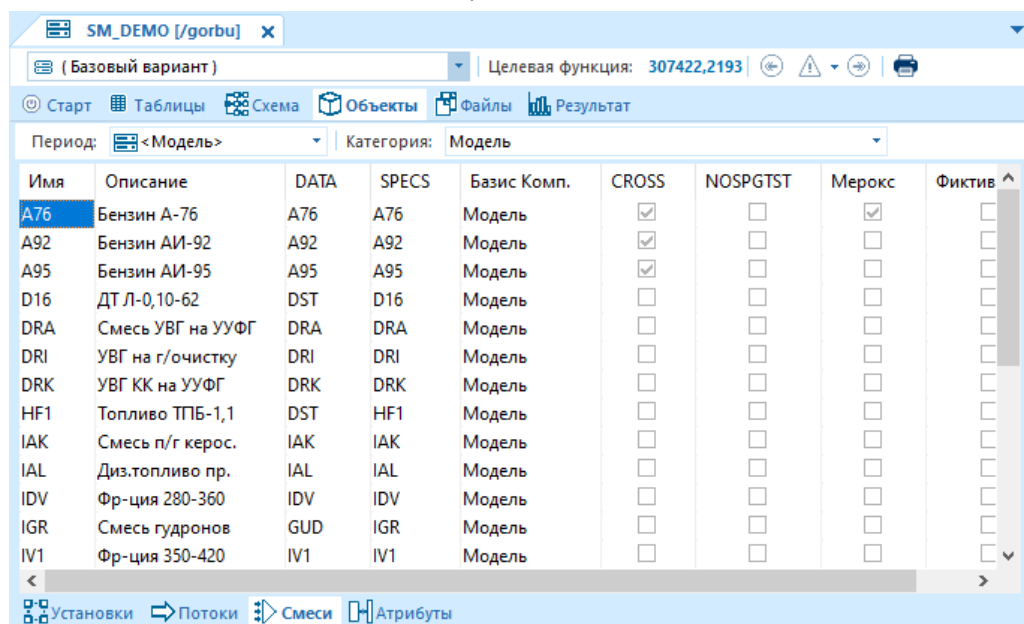 SM_DEMO [/gorbu] x
( Базовый вариант ) Целевая функция: 307422,2193
Старт Таблицы Схема Объекты Файлы Результат
Период: <Модель> Категория: Модель
Имя Описание DATA SPECS Базис Комп. CROSS NOSPGTST Мерокс Фиктив
A76 Бензин А-76 A76 A76 Модель
A92 Бензин АИ-92 A92 A92 Модель
A95 Бензин АИ-95 A95 A95 Модель
D16 ДТ Л-0,10-62 DST D16 Модель
DRA Смесь УВГ на УУФГ DRA DRA Модель
DRI УВГ на г/очистку DRI DRI Модель
DRK УВГ КК на УУФГ DRK DRK Модель
HF1 Топливо ТПБ-1,1 DST HF1 Модель
IAK Смесь п/г керос. IAK IAK Модель
IAL Диз.топливо пр. IAL IAL Модель
IDV Фр-ция 280-360 IDV IDV Модель
IGR Смесь гудронов GUD IGR Модель
IV1 Фр-ция 350-420 IV1 IV1 Модель
Установки Потоки Смеси Атрибуты